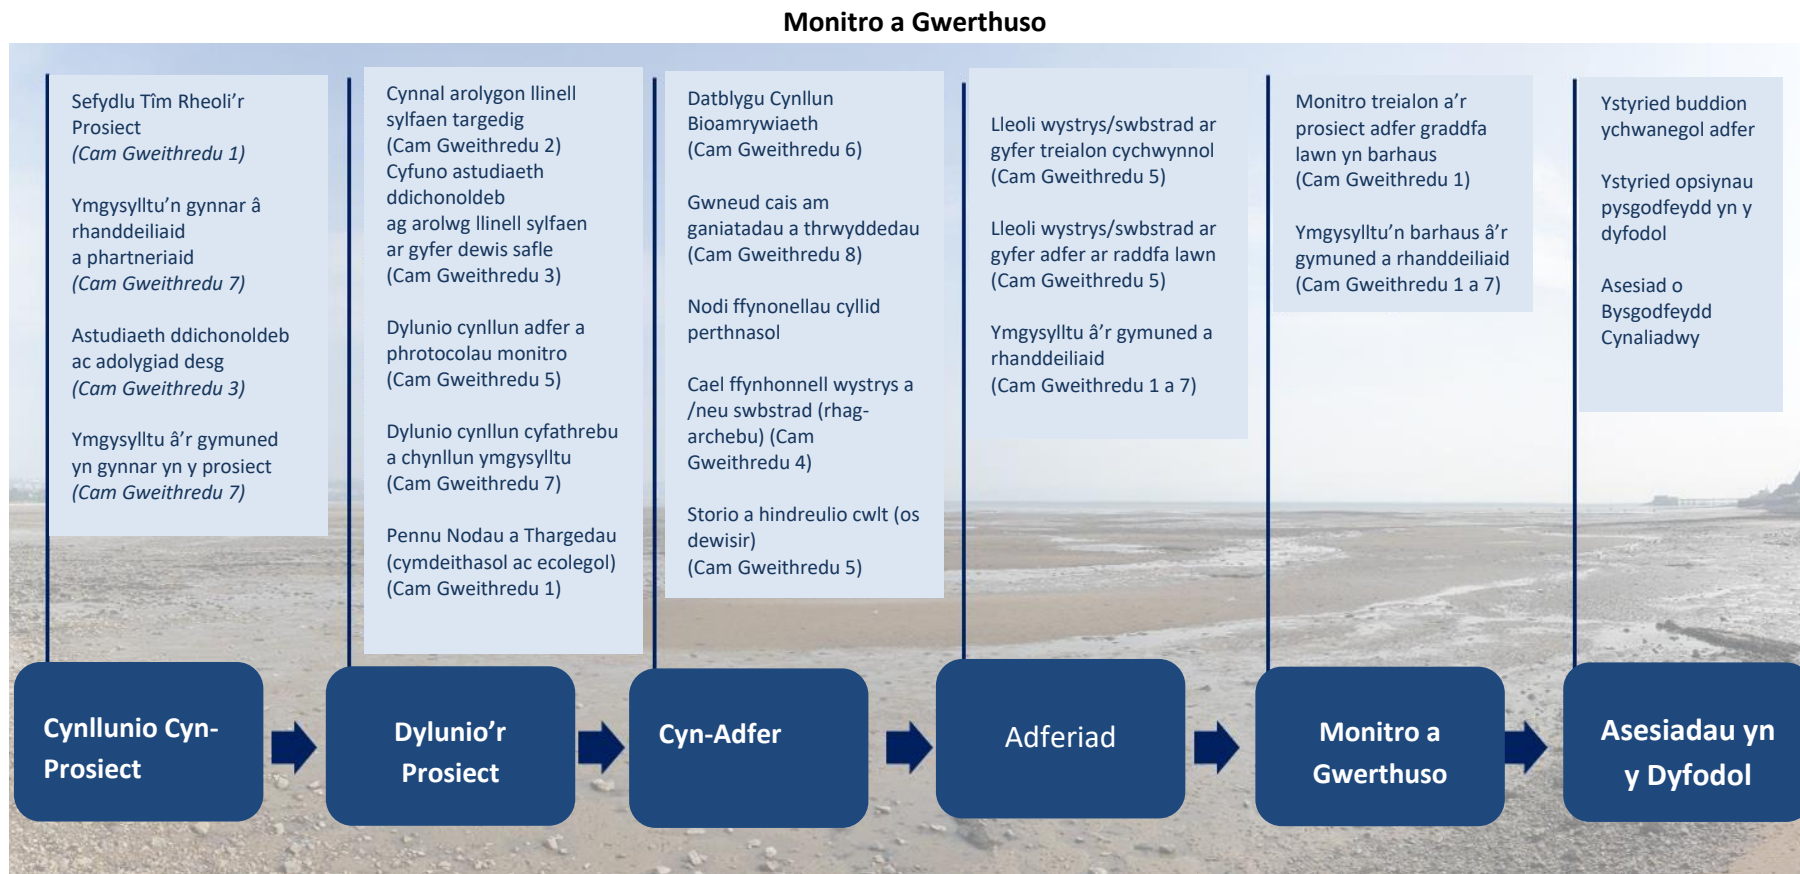 Monitro a Gwerthuso
Sefydlu Tîm Rheoli’r
Prosiect
(Cam Gweithredu 1)
Ymgysylltu’n gynnar â
rhanddeiliaid
a phartneriaid
(Cam Gweithredu 7)
Astudiaeth ddichonoldeb
ac adolygiad desg
(Cam Gweithredu 3)
Ymgysylltu â’r gymuned
yn gynnar yn y prosiect
(Cam Gweithredu 7)
Cynnal arolygon llinell
sylfaen targedig
(Cam Gweithredu 2)
Cyfuno astudiaeth
ddichonoldeb
ag arolwg llinell sylfaen
ar gyfer dewis safle
(Cam Gweithredu 3)
Dylunio cynllun adfer a
phrotocolau monitro
(Cam Gweithredu 5)
Dylunio cynllun cyfathrebu
a chynllun ymgysylltu
(Cam Gweithredu 7)
Pennu Nodau a Thargedau
(cymdeithasol ac ecolegol)
(Cam Gweithredu 1)
Datblygu Cynllun
Bioamrywiaeth
(Cam Gweithredu 6)
Gwneud cais am
ganiatadau a thrwyddedau
(Cam Gweithredu 8)
Nodi ffynonellau cyllid
perthnasol
Cael ffynhonnell wystrys a
/neu swbstrad (rhag-
archebu) (Cam
Gweithredu 4)
Storio a hindreulio cwlt (os
dewisir)
(Cam Gweithredu 5)
Lleoli wystrys/swbstrad ar
gyfer treialon cychwynnol
(Cam Gweithredu 5)
Lleoli wystrys/swbstrad ar
gyfer adfer ar raddfa lawn
(Cam Gweithredu 5)
Ymgysylltu â’r gymuned a
rhanddeiliaid
(Cam Gweithredu 1 a 7)
Monitro treialon a’r
prosiect adfer graddfa
lawn yn barhaus
(Cam Gweithredu 1)
Ymgysylltu’n barhaus â’r
gymuned a rhanddeiliaid
(Cam Gweithredu 1 a 7)
Ystyried buddion
ychwanegol adfer
Ystyried opsiynau
pysgodfeydd yn y
dyfodol
Asesiad o
Bysgodfeydd
Cynaliadwy
Cynllunio Cyn-
Prosiect
Dylunio’r
Prosiect
Cyn-Adfer
Adferiad
Monitro a
Gwerthuso
Asesiadau yn
y Dyfodol